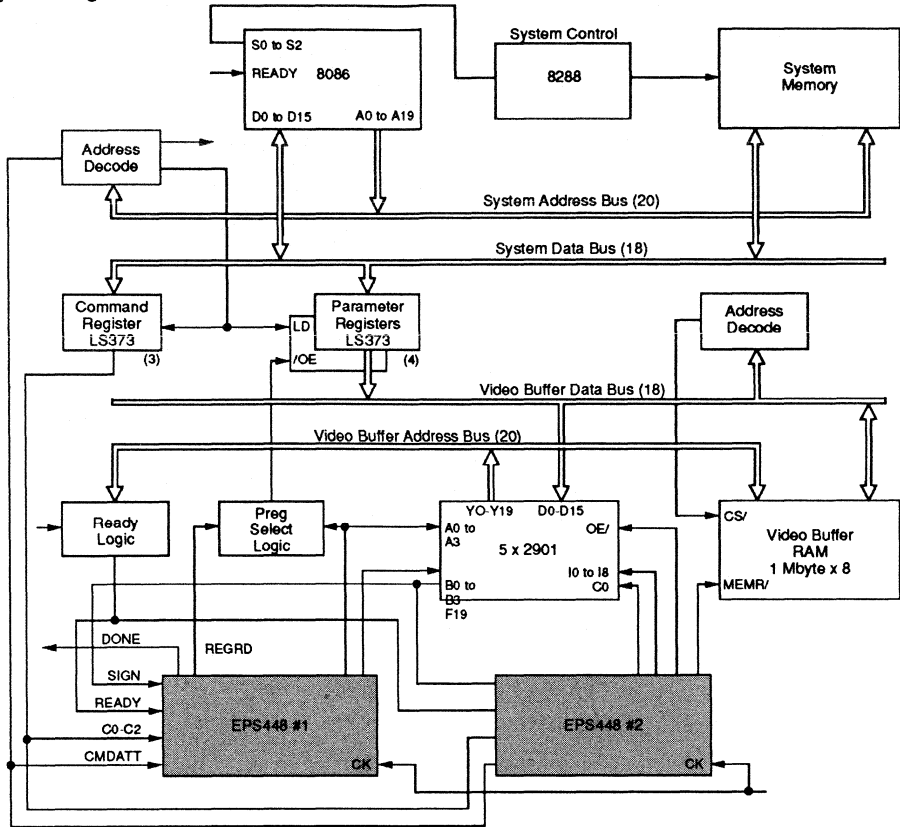 S0 to S2
READY
8086
D0 to D15
A0 to A19
System Control
8288
System
Memory
Address
Decode
System Address Bus (20)
System Data Bus (18)
Command
Register
LS373
(3)
LD
/OE
Parameter
Registers
LS373
(4)
Address
Decode
Video Buffer Data Bus (18)
Video Buffer Address Bus (20)
Ready
Logic
Preg
Select
Logic
YO-Y19
D0-D15
A0 to
A3
OE/
5 x 2901
I0 to I8
C0
B0 to
B3
F19
CS/
Video Buffer
RAM
1 Mbyte x 8
MEMR/
DONE
REGRD
SIGN
READY
C0-C2
CMDATT
EPS448 #1
CK
EPS448 #2
CK